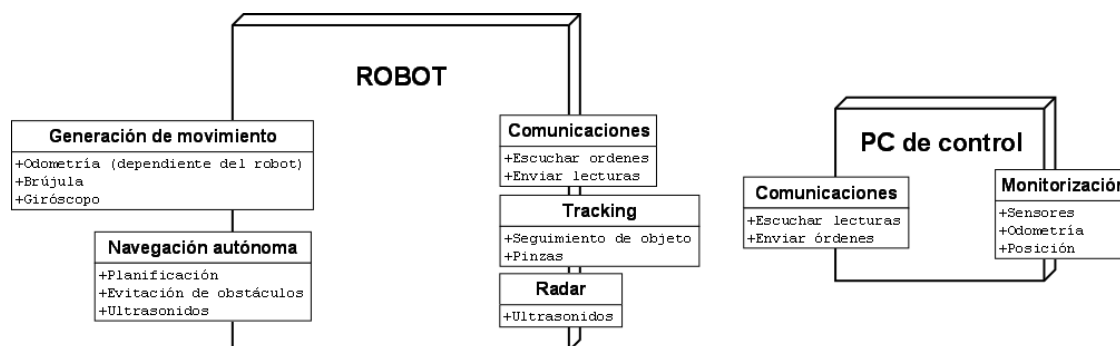 ROBOT
Generación de movimiento
+Odometría (dependiente del robot)
+Brújula
+Giróscopo
Navegación autónoma
+Planificación
+Evitación de obstáculos
+Ultrasonidos
Comunicaciones
+Escuchar ordenes
+Enviar lecturas
Tracking
+Seguimiento de objeto
+Pinzas
Radar
+Ultrasonidos
PC de control
Comunicaciones
+Escuchar lecturas
+Enviar órdenes
Monitorización
+Sensores
+Odometría
+Posición